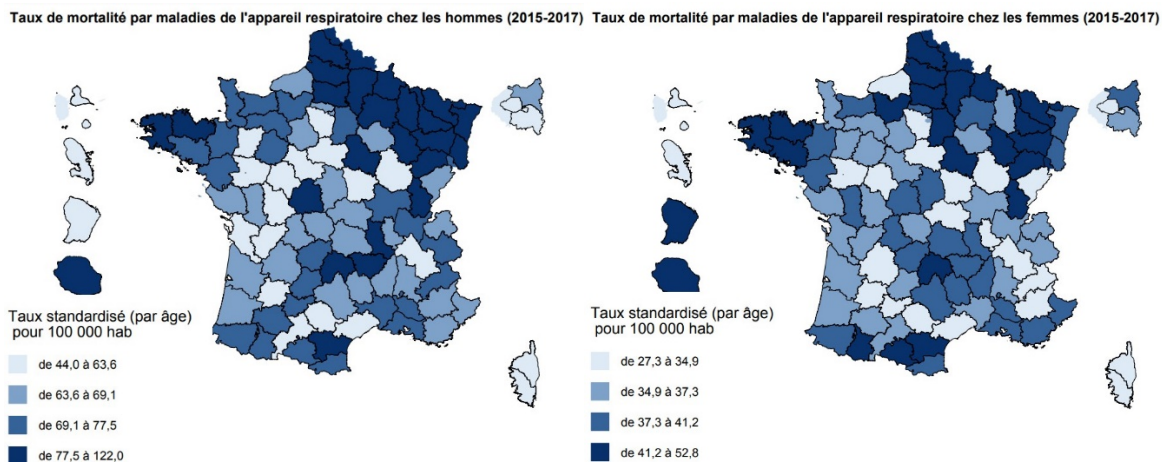 Taux de mortalité par maladies de l'appareil respiratoire chez les hommes (2015-2017)
Taux standardisé (par âge)
pour 100 000 hab
de 44,0 à 63,6
de 63,6 à 69,1
de 69,1 à 77,5
de 77,5 à 122,0
Taux de mortalité par maladies de l'appareil respiratoire chez les femmes (2015-2017)
Taux standardisé (par âge)
pour 100 000 hab
de 27,3 à 34,9
de 34,9 à 37,3
de 37,3 à 41,2
de 41,2 à 52,8